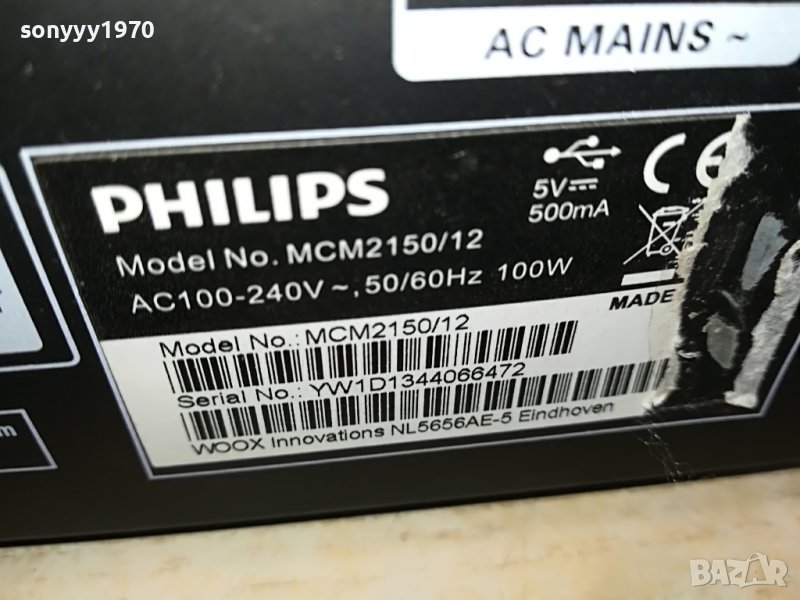 sonyyy1970
AC MAINS ~
PHILIPS
5V
500mA
CE
Model No. MCM2150/12
AC100-240V ~, 50/60Hz 100W
MADE
Model No.: MCM2150/12
Serial No.: YW1D1344066472
WOOX Innovations NL5656AE-5 Eindhoven
m
BAZAR